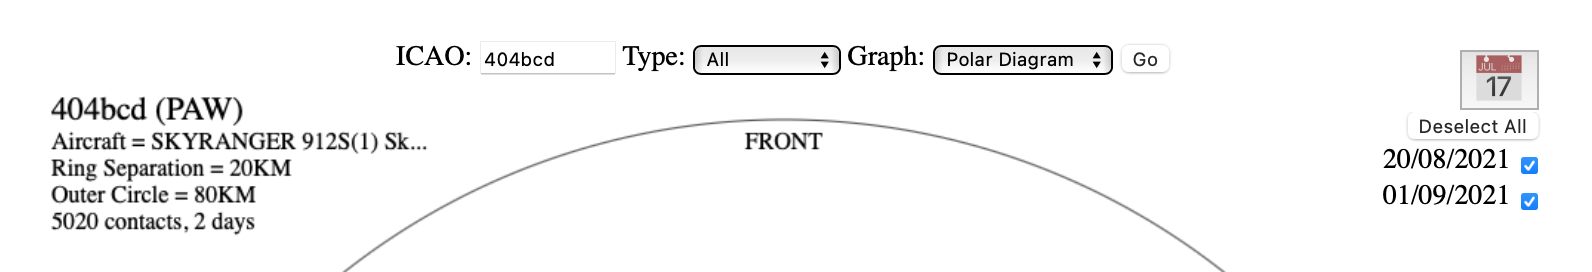 ICAO: 404bcd Type: All Graph: Polar Diagram Go
JUL
17
Deselect All
20/08/2021
01/09/2021
404bcd (PAW)
Aircraft = SKYRANGER 912S(1) Sk...
Ring Separation = 20KM
Outer Circle = 80KM
5020 contacts, 2 days
FRONT